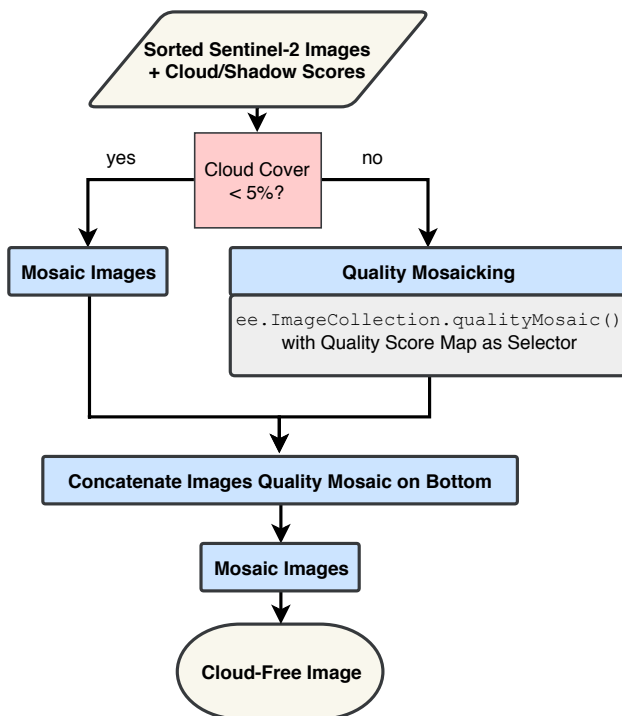 Sorted Sentinel-2 Images
+ Cloud/Shadow Scores
yes
Cloud Cover
< 5%?
no
Mosaic Images
Quality Mosaicking
ee.ImageCollection.qualityMosaic()
with Quality Score Map as Selector
Concatenate Images Quality Mosaic on Bottom
Mosaic Images
Cloud-Free Image